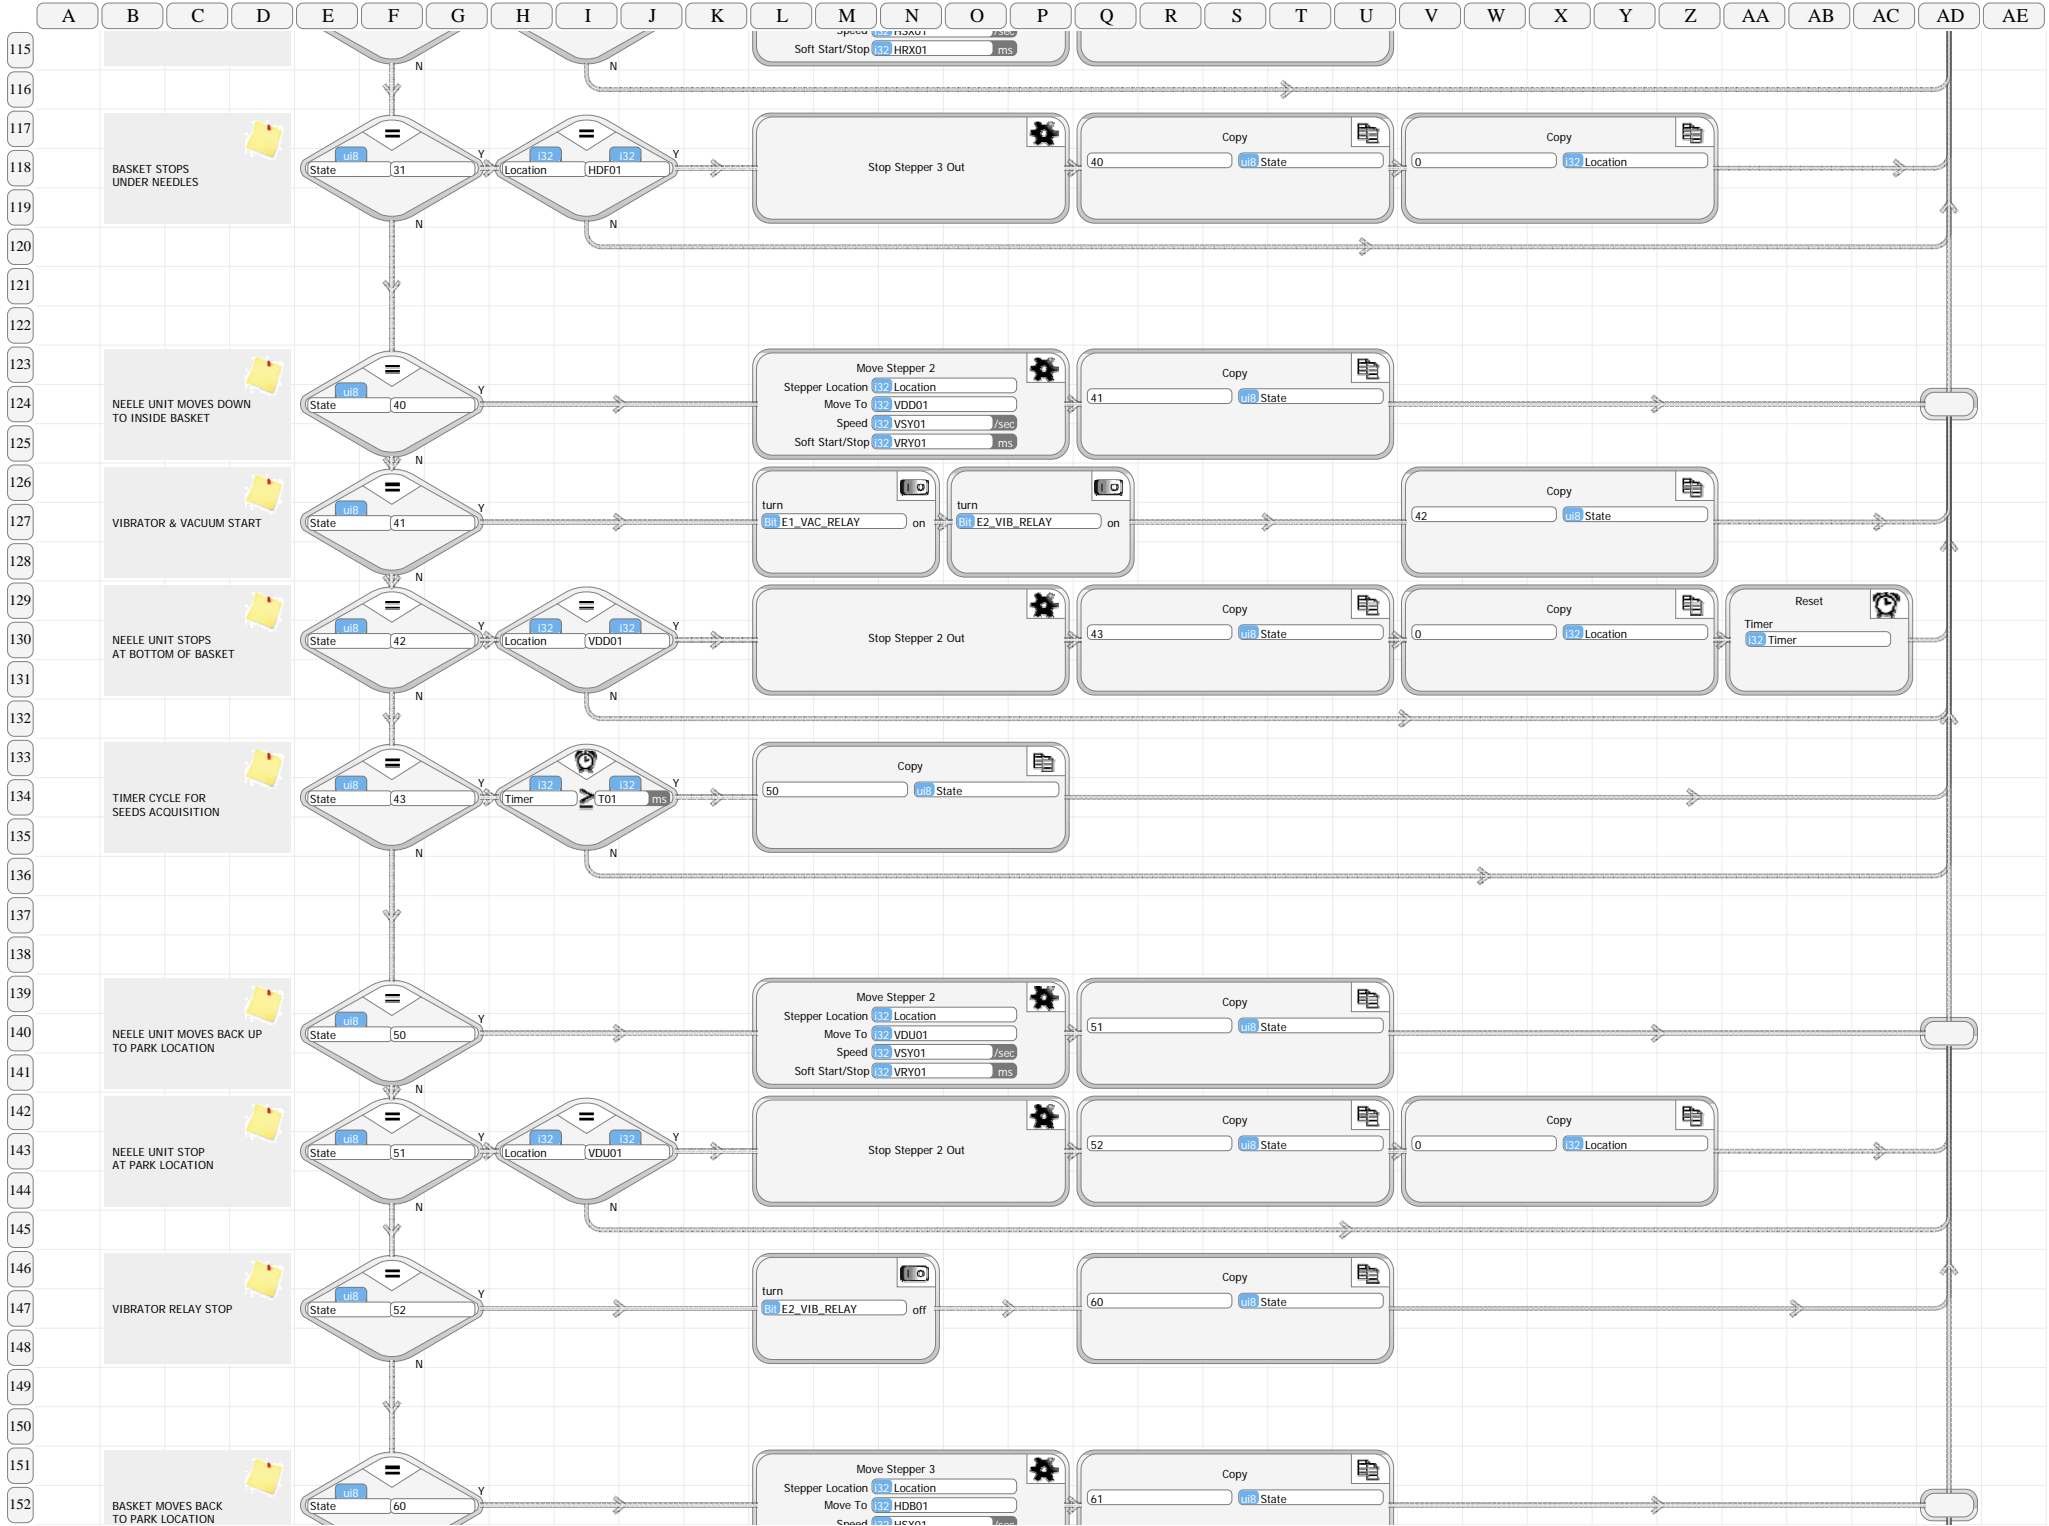 A B C D E F G H I J K L M N O P Q R S T U V W X Y Z AA AB AC AD AE
115
Speed i32 HSX01 /sec
Soft Start/Stop i32 HRX01 ms
N N
116
117
= = Copy Copy
118
BASKET STOPS
UNDER NEEDLES
ui8 Y i32 i32 Y
State 31 Location HDF01
Stop Stepper 3 Out
40 ui8 State
0 i32 Location
119
N N
120
121
122
123
=
Move Stepper 2
Copy
124
NEELE UNIT MOVES DOWN
TO INSIDE BASKET
ui8 Y
State 40
Stepper Location i32 Location
Move To i32 VDD01
Speed i32 VSY01 /sec
Soft Start/Stop i32 VRY01 ms
41 ui8 State
125
N
126
=
Copy
127
VIBRATOR & VACUUM START
ui8 Y
State 41
turn
Bit E1_VAC_RELAY on
turn
Bit E2_VIB_RELAY on
42 ui8 State
128
N
129
= = Copy Copy Reset
130
NEELE UNIT STOPS
AT BOTTOM OF BASKET
ui8 Y i32 i32 Y
State 42 Location VDD01
Stop Stepper 2 Out
43 ui8 State
0 i32 Location
Timer
i32 Timer
131
N N
132
133
=
Copy
134
TIMER CYCLE FOR
SEEDS ACQUISITION
ui8 Y i32 i32 Y
State 43 Timer ≥ T01 ms
50 ui8 State
135
N N
136
137
138
139
=
Move Stepper 2
Copy
140
NEELE UNIT MOVES BACK UP
TO PARK LOCATION
ui8 Y
State 50
Stepper Location i32 Location
Move To i32 VDU01
Speed i32 VSY01 /sec
Soft Start/Stop i32 VRY01 ms
51 ui8 State
141
N
142
= = Copy Copy
143
NEELE UNIT STOP
AT PARK LOCATION
ui8 Y i32 i32 Y
State 51 Location VDU01
Stop Stepper 2 Out
52 ui8 State
0 i32 Location
144
N N
145
146
=
Copy
147
VIBRATOR RELAY STOP
ui8 Y
State 52
turn
Bit E2_VIB_RELAY off
60 ui8 State
148
N
149
150
151
=
Move Stepper 3
Copy
152
BASKET MOVES BACK
TO PARK LOCATION
ui8 Y
State 60
Stepper Location i32 Location
Move To i32 HDB01
Speed i32 HSX01 /sec
61 ui8 State